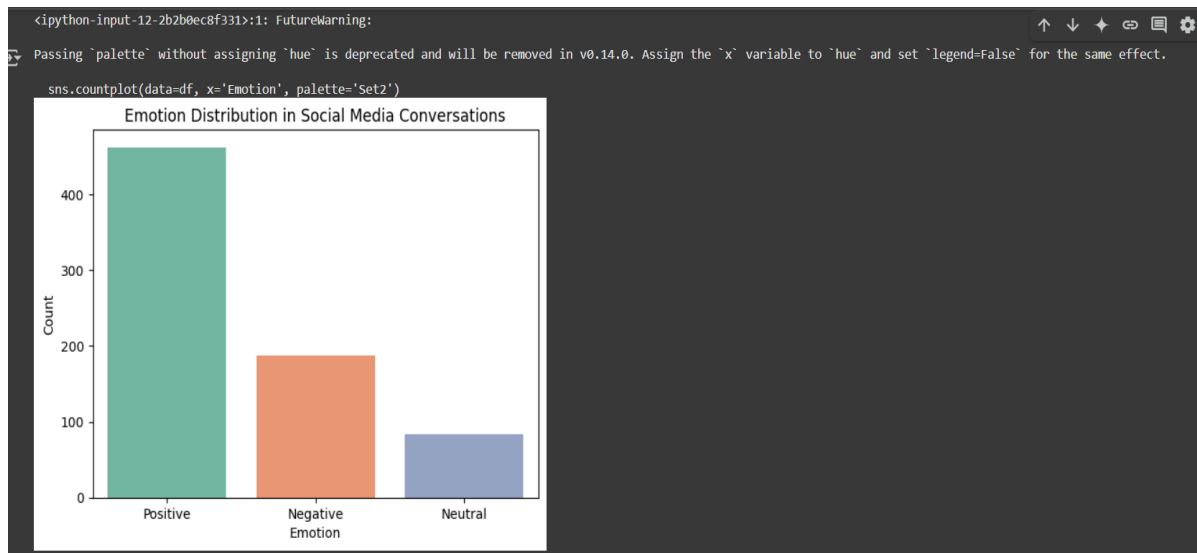 <ipython-input-12-2b2b0ec8f331>:1: FutureWarning:
Passing `palette` without assigning `hue` is deprecated and will be removed in v0.14.0. Assign the `x` variable to `hue` and set `legend=False` for the same effect.
sns.countplot(data=df, x='Emotion', palette='Set2')
Emotion Distribution in Social Media Conversations
400
300
200
100
0
Count
Positive
Negative
Neutral
Emotion